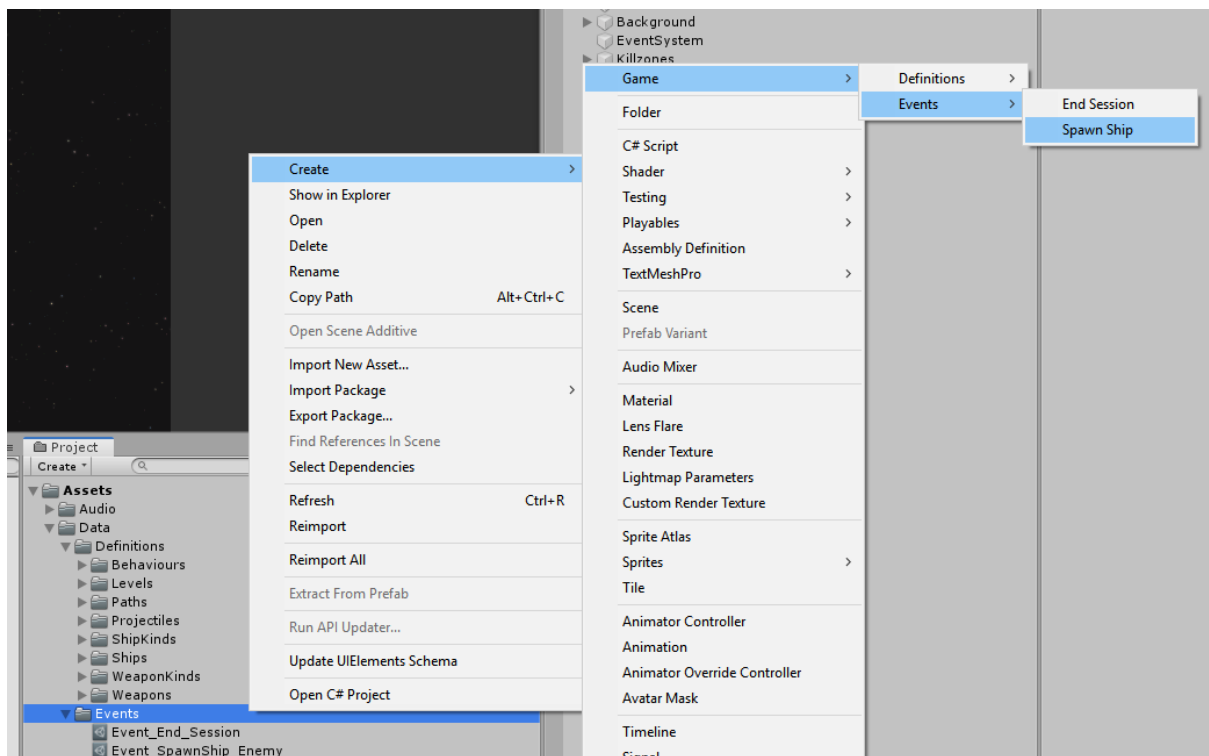 Background
EventSystem
Killzones
Game
Definitions
Events
End Session
Spawn Ship
Folder
C# Script
Shader
Testing
Playables
Assembly Definition
TextMeshPro
Scene
Prefab Variant
Audio Mixer
Material
Lens Flare
Render Texture
Lightmap Parameters
Custom Render Texture
Sprite Atlas
Sprites
Tile
Animator Controller
Animation
Animator Override Controller
Avatar Mask
Timeline
Signal
Create
Show in Explorer
Open
Delete
Rename
Copy Path Alt+Ctrl+C
Open Scene Additive
Import New Asset...
Import Package
Export Package...
Find References In Scene
Select Dependencies
Refresh Ctrl+R
Reimport
Reimport All
Extract From Prefab
Run API Updater...
Update UIElements Schema
Open C# Project
Project
Create
Assets
Audio
Data
Definitions
Behaviours
Levels
Paths
Projectiles
ShipKinds
Ships
WeaponKinds
Weapons
Events
Event_End_Session
Event_SpawnShip_Enemy